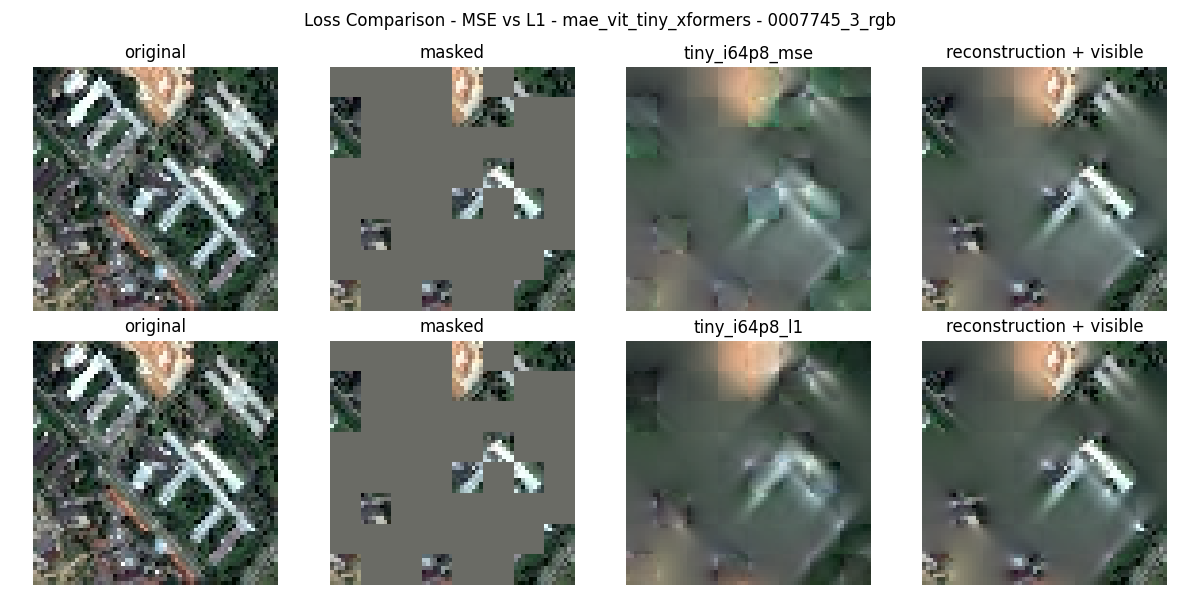 Loss Comparison - MSE vs L1 - mae_vit_tiny_xformers - 0007745_3_rgb
original masked tiny_i64p8_mse reconstruction + visible
original masked tiny_i64p8_l1 reconstruction + visible